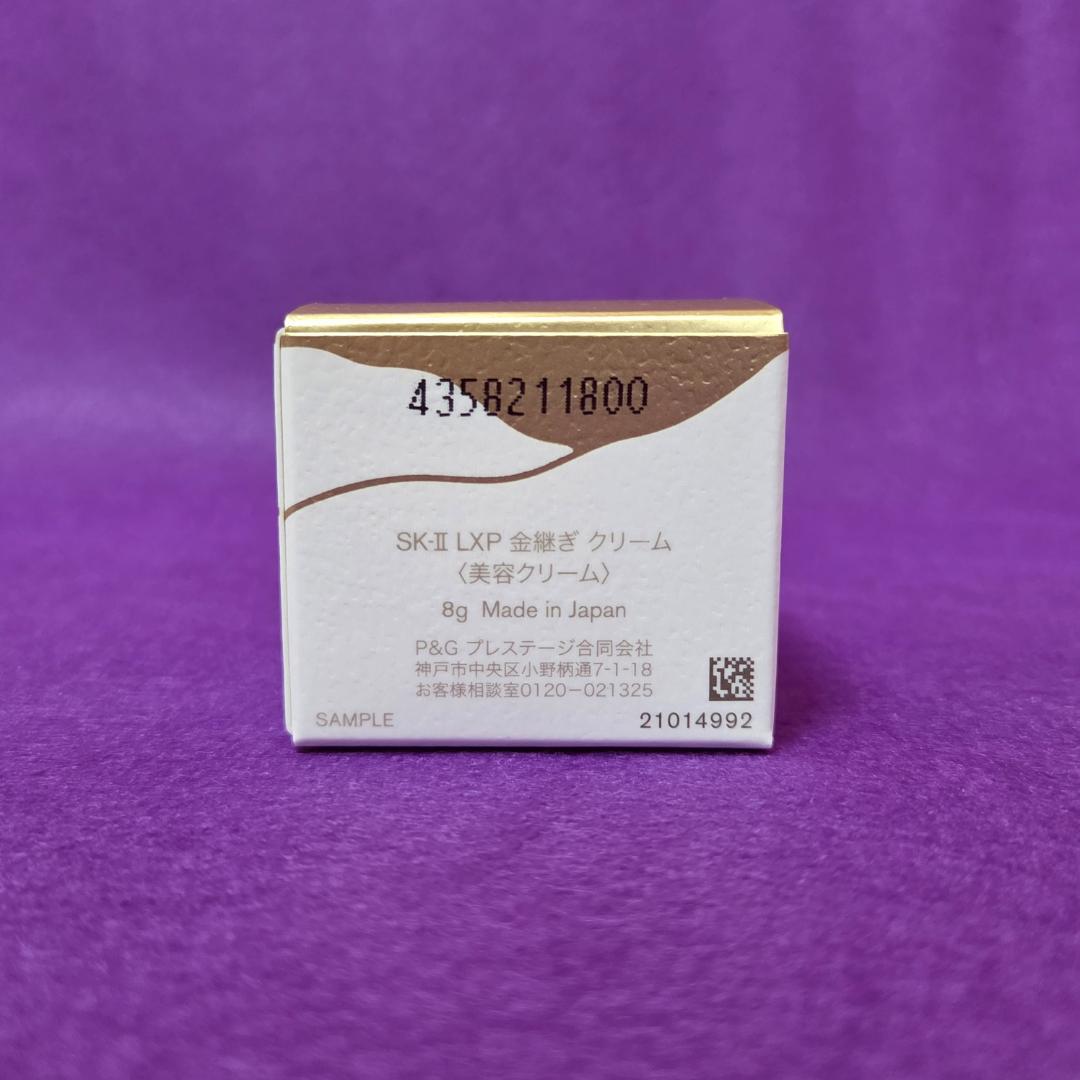 4358211800
SK-Ⅱ LXP 金継ぎ クリーム
〈美容クリーム〉
8g Made in Japan
P&G プレステージ合同会社
神戸市中央区小野柄通7-1-18
お客様相談室0120-021325
SAMPLE
21014992